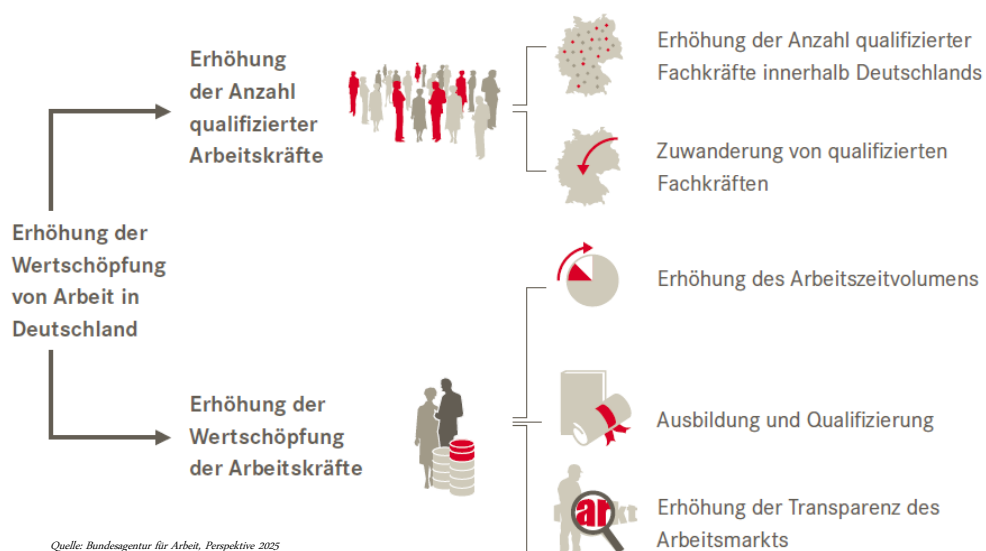 Erhöhung der
Wertschöpfung
von Arbeit in
Deutschland
Erhöhung
der Anzahl
qualifizierter
Arbeitskräfte
Erhöhung der Anzahl qualifizierter
Fachkräfte innerhalb Deutschlands
Zuwanderung von qualifizierten
Fachkräften
Erhöhung der
Wertschöpfung
der Arbeitskräfte
Erhöhung des Arbeitszeitvolumens
Ausbildung und Qualifizierung
ar
Erhöhung der Transparenz des
Arbeitsmarkts
Quelle: Bundesagentur für Arbeit, Perspektive 2025